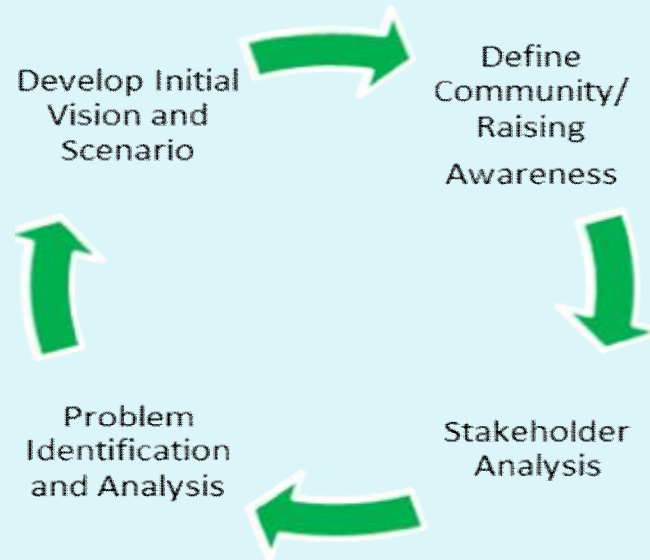 Develop Initial
Vision and
Scenario
Define
Community/
Raising
Awareness
Stakeholder
Analysis
Problem
Identification
and Analysis